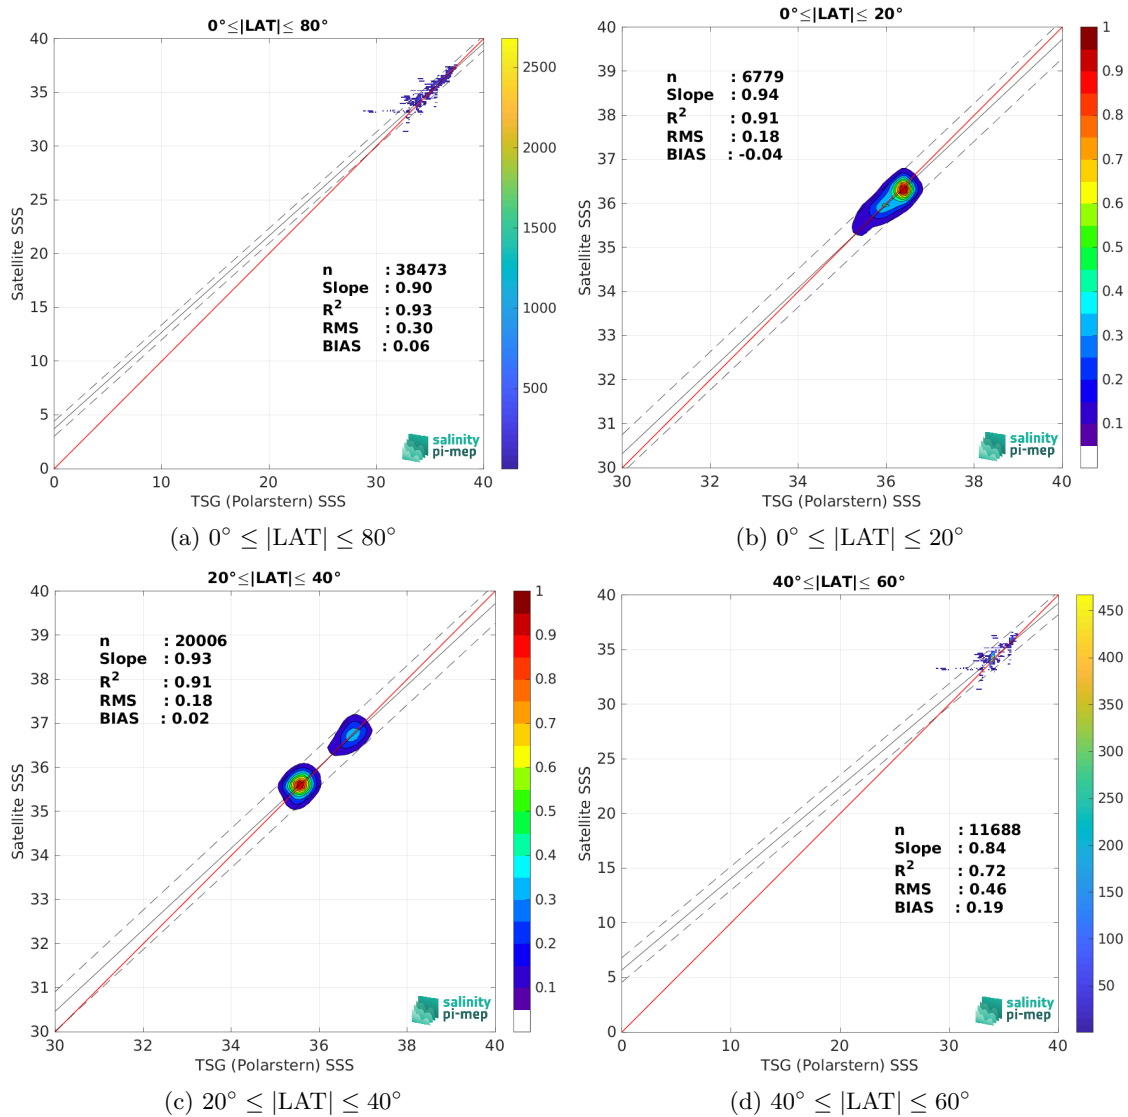 0°≤|LAT|≤ 80°
40
35
30
25
20
15
10
5
0
0
10
20
30
40
Satellite SSS
TSG (Polarstern) SSS
n : 38473
Slope : 0.90
R2 : 0.93
RMS : 0.30
BIAS : 0.06
salinity
pi-mep
2500
2000
1500
1000
500
(a) 0° ≤ |LAT| ≤ 80°
0°≤|LAT|≤ 20°
40
39
38
37
36
35
34
33
32
31
30
30
32
34
36
38
40
Satellite SSS
TSG (Polarstern) SSS
n : 6779
Slope : 0.94
R2 : 0.91
RMS : 0.18
BIAS : -0.04
salinity
pi-mep
1
0.9
0.8
0.7
0.6
0.5
0.4
0.3
0.2
0.1
(b) 0° ≤ |LAT| ≤ 20°
20°≤|LAT|≤ 40°
40
39
38
37
36
35
34
33
32
31
30
30
32
34
36
38
40
Satellite SSS
TSG (Polarstern) SSS
n : 20006
Slope : 0.93
R2 : 0.91
RMS : 0.18
BIAS : 0.02
salinity
pi-mep
1
0.9
0.8
0.7
0.6
0.5
0.4
0.3
0.2
0.1
(c) 20° ≤ |LAT| ≤ 40°
40°≤|LAT|≤ 60°
40
35
30
25
20
15
10
5
0
0
10
20
30
40
Satellite SSS
TSG (Polarstern) SSS
n : 11688
Slope : 0.84
R2 : 0.72
RMS : 0.46
BIAS : 0.19
salinity
pi-mep
450
400
350
300
250
200
150
100
50
0
(d) 40° ≤ |LAT| ≤ 60°